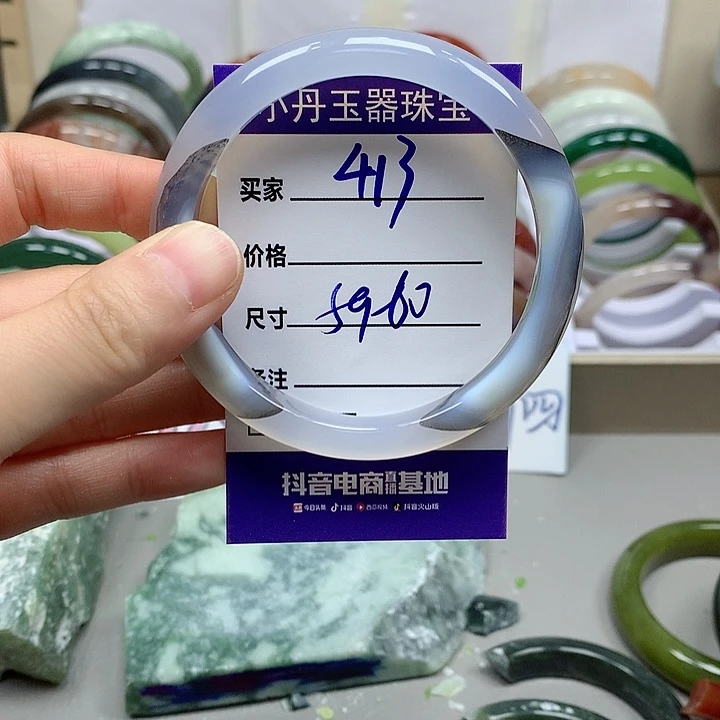 小丹玉器珠宝
买家 413
价格
尺寸 59-60
备注
抖音电商直播基地
今日头条 抖音 西瓜视频 抖音火山版
四